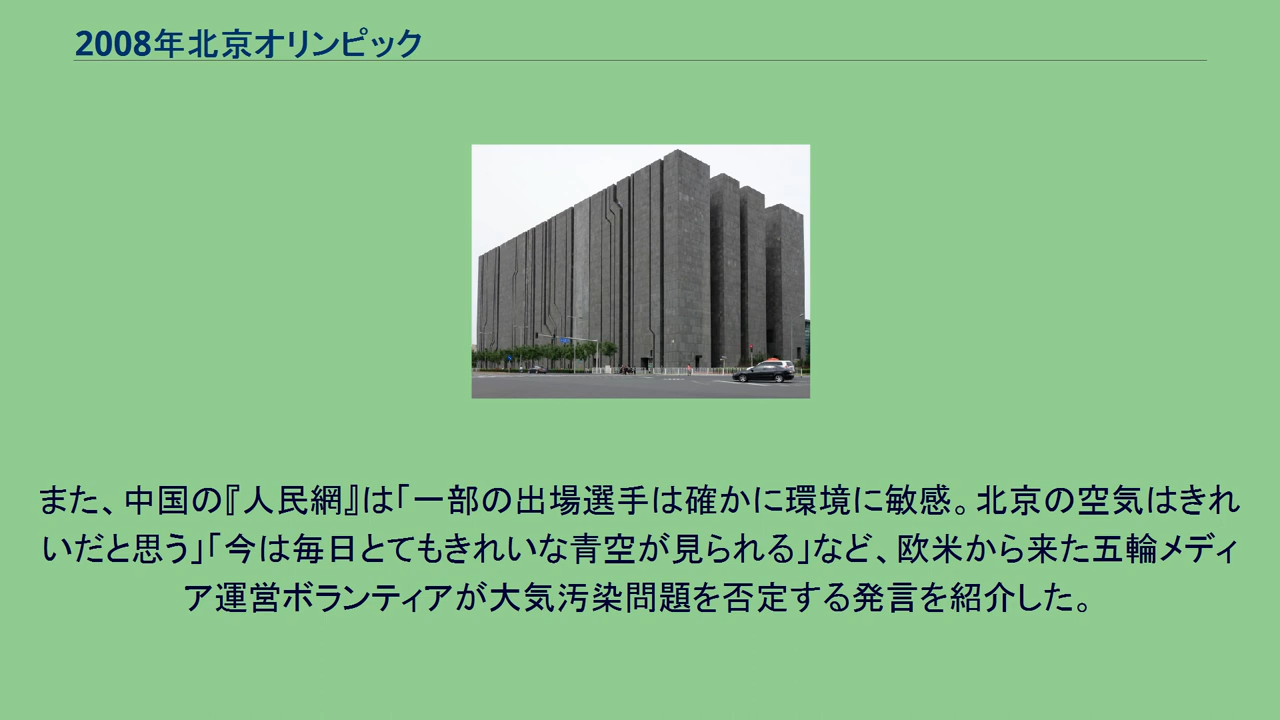 2008年北京オリンピック
また、中国の『人民網』は「一部の出場選手は確かに環境に敏感。北京の空気はきれ
いだと思う」「今は毎日とてもきれいな青空が見られる」など、欧米から来た五輪メディ
ア運営ボランティアが大気汚染問題を否定する発言を紹介した。